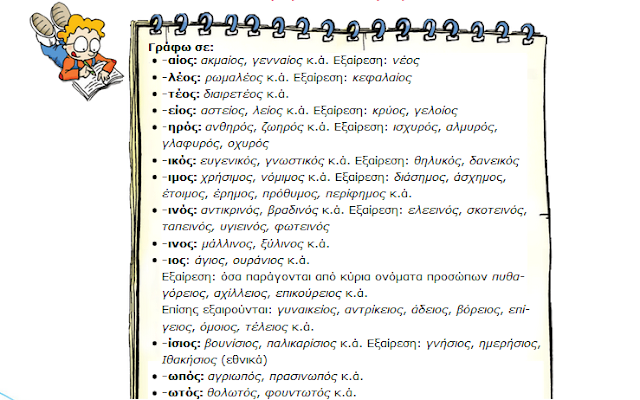 Γράφω σε:
• -αίος: ακμαίος, γενναίος κ.ά. Εξαίρεση: νέος
• -λέος: ρωμαλέος κ.ά. Εξαίρεση: κεφαλαίος
• -τέος: διαιρετέος κ.ά.
• -είος: αστείος, λείος κ.ά. Εξαίρεση: κρύος, γελοίος
• -ηρός: ανθηρός, ζωηρός κ.ά. Εξαίρεση: ισχυρός, αλμυρός,
γλαφυρός, οχυρός
• -ικός: ευγενικός, γνωστικός κ.ά. Εξαίρεση: θηλυκός, δανεικός
• -ιμος: χρήσιμος, νόμιμος κ.ά. Εξαίρεση: διάσημος, άσχημος,
έτοιμος, έρημος, πρόθυμος, περίφημος κ.ά.
• -ινός: αντικρινός, βραδινός κ.ά. Εξαίρεση: ελεεινός, σκοτεινός,
ταπεινός, υγιεινός, φωτεινός
• -ινος: μάλλινος, ξύλινος κ.ά.
• -ιος: άγιος, ουράνιος κ.ά.
Εξαίρεση: όσα παράγονται από κύρια ονόματα προσώπων πυθα-
γόρειος, αχίλλειος, επικούρειος κ.ά.
Επίσης εξαιρούνται: γυναικείος, αντρίκειος, άδειος, βόρειος, επί-
γειος, όμοιος, τέλειος κ.ά.
• -ίσιος: βουνίσιος, παλικαρίσιος κ.ά. Εξαίρεση: γνήσιος, ημερήσιος,
Ιθακήσιος (εθνικά)
• -ωπός: αγριωπός, πρασινωπός κ.ά.
• -ωτός: θολωτός, φουντωτός κ.ά.